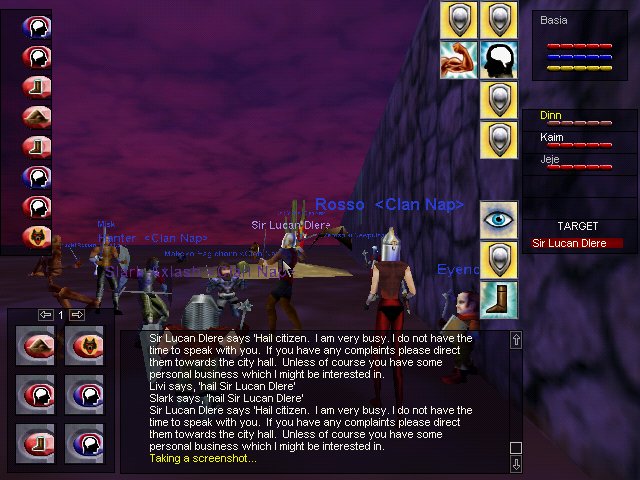 Basia
Dinn
Kaim
Jeje
Rosso <Clan Nap>
Sir Lucan Dlere
Misk
<Clan Nap>
TARGET
Sir Lucan Dlere
1
Sir Lucan Dlere says 'Hail citizen. I am very busy. I do not have the
time to speak with you. If you have any complaints please direct
them towards the city hall. Unless of course you have some
personal business which I might be interested in.
Livi says, 'hail Sir Lucan Dlere'
Slark says, 'hail Sir Lucan Dlere'
Sir Lucan Dlere says 'Hail citizen. I am very busy. I do not have the
time to speak with you. If you have any complaints please direct
them towards the city hall. Unless of course you have some
personal business which I might be interested in.
Taking a screenshot...